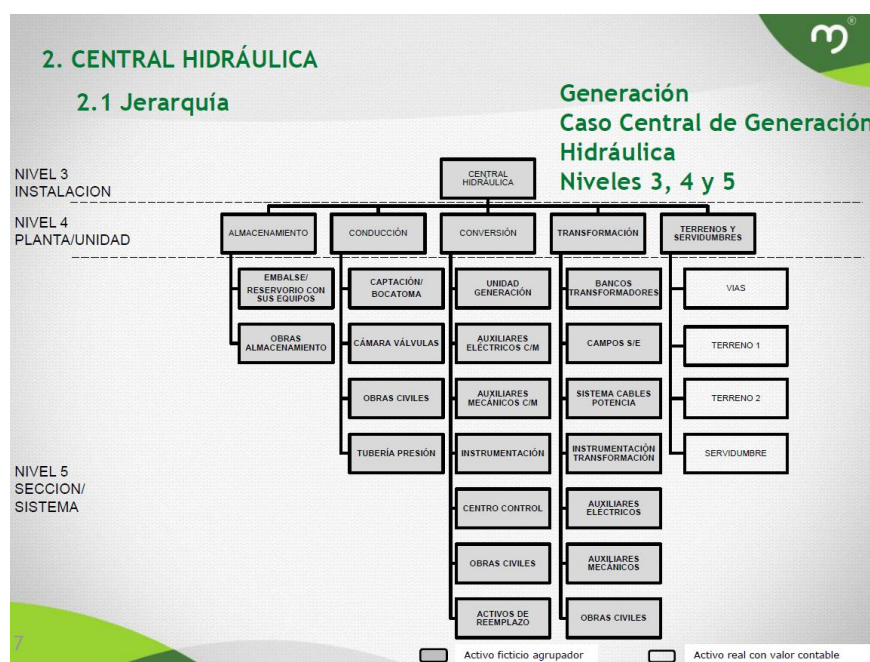 2. CENTRAL HIDRÁULICA
2.1 Jerarquía
Generación
Caso Central de Generación
Hidráulica
Niveles 3, 4 y 5
NIVEL 3
INSTALACION
CENTRAL
HIDRÁULICA
NIVEL 4
PLANTA/UNIDAD
ALMACENAMIENTO
CONDUCCIÓN
CONVERSIÓN
TRANSFORMACIÓN
TERRENOS Y
SERVIDUMBRES
NIVEL 5
SECCION/
SISTEMA
EMBALSE/
RESERVORIO CON
SUS EQUIPOS
OBRAS
ALMACENAMIENTO
CAPTACIÓN/
BOCATOMA
CÁMARA VÁLVULAS
OBRAS CIVILES
TUBERÍA PRESIÓN
UNIDAD
GENERACIÓN
AUXILIARES
ELÉCTRICOS C/M
AUXILIARES
MECÁNICOS C/M
INSTRUMENTACIÓN
CENTRO CONTROL
OBRAS CIVILES
ACTIVOS DE
REEMPLAZO
BANCOS
TRANSFORMADORES
CAMPOS S/E
SISTEMA CABLES
POTENCIA
INSTRUMENTACIÓN
TRANSFORMACIÓN
AUXILIARES
ELÉCTRICOS
AUXILIARES
MECÁNICOS
OBRAS CIVILES
VIAS
TERRENO 1
TERRENO 2
SERVIDUMBRE
7
Activo ficticio agrupador
Activo real con valor contable